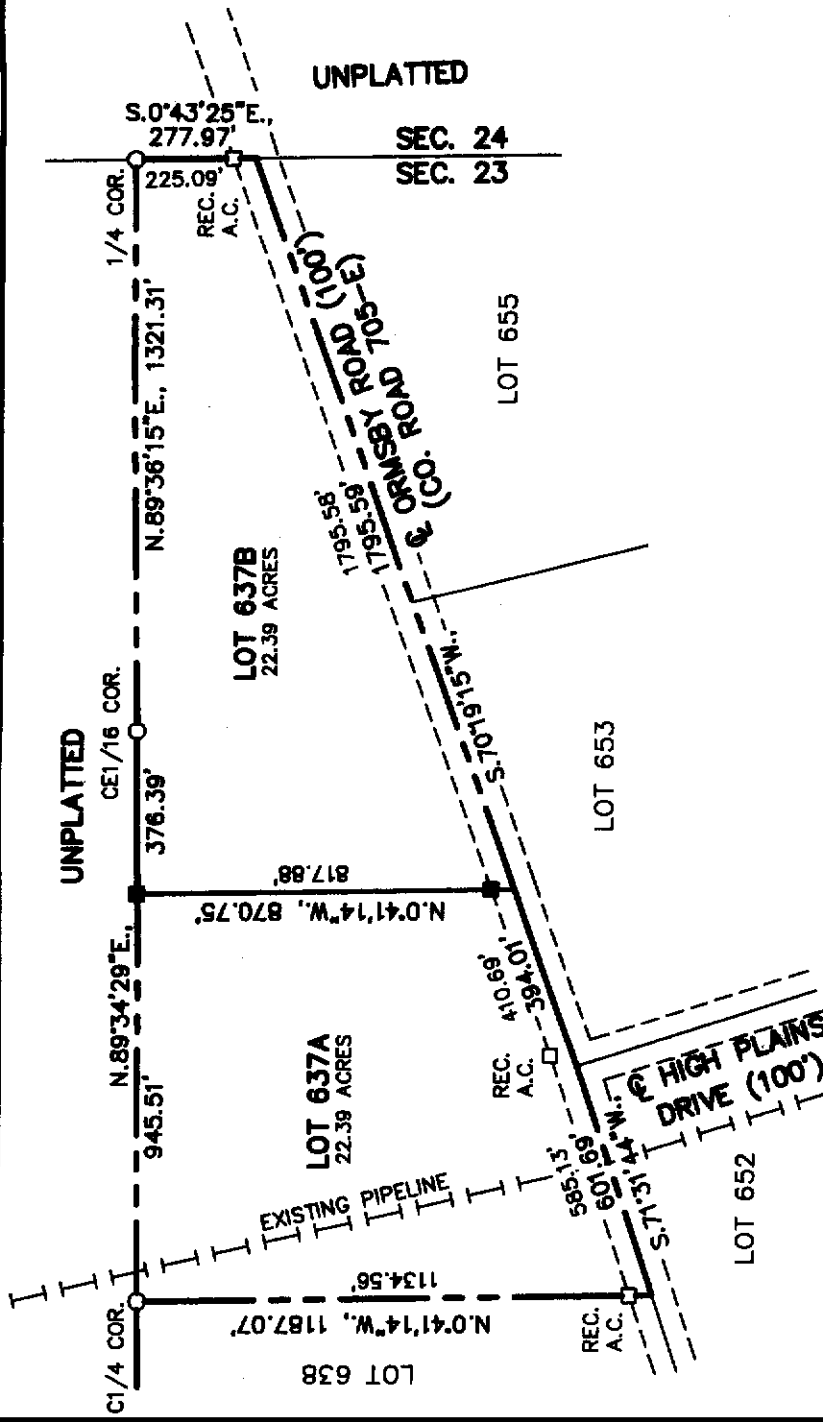 UNPLATTED
S.0°43'25"E.,
277.97'
SEC. 24
SEC. 23
225.09'
REC.
A.C.
1/4 COR.
N.89°36'15"E., 1321.31'
ORMSBY ROAD (100')
(CO. ROAD 705-E)
LOT 655
1795.58'
1795.59'
LOT 637B
22.39 ACRES
S.70°19'15"W.,
UNPLATTED
CE1/16 COR.
376.39'
LOT 653
817.88'
N.0°41'14"W., 870.75'
N.89°34'29"E.,
945.51'
410.69'
394.01'
REC.
A.C.
LOT 637A
22.39 ACRES
HIGH PLAINS
DRIVE (100')
585.13'
601.69'
S.71°31'44"W.,
EXISTING PIPELINE
LOT 652
1134.56'
N.0°41'14"W., 1187.07'
C1/4 COR.
REC.
A.C.
LOT 638